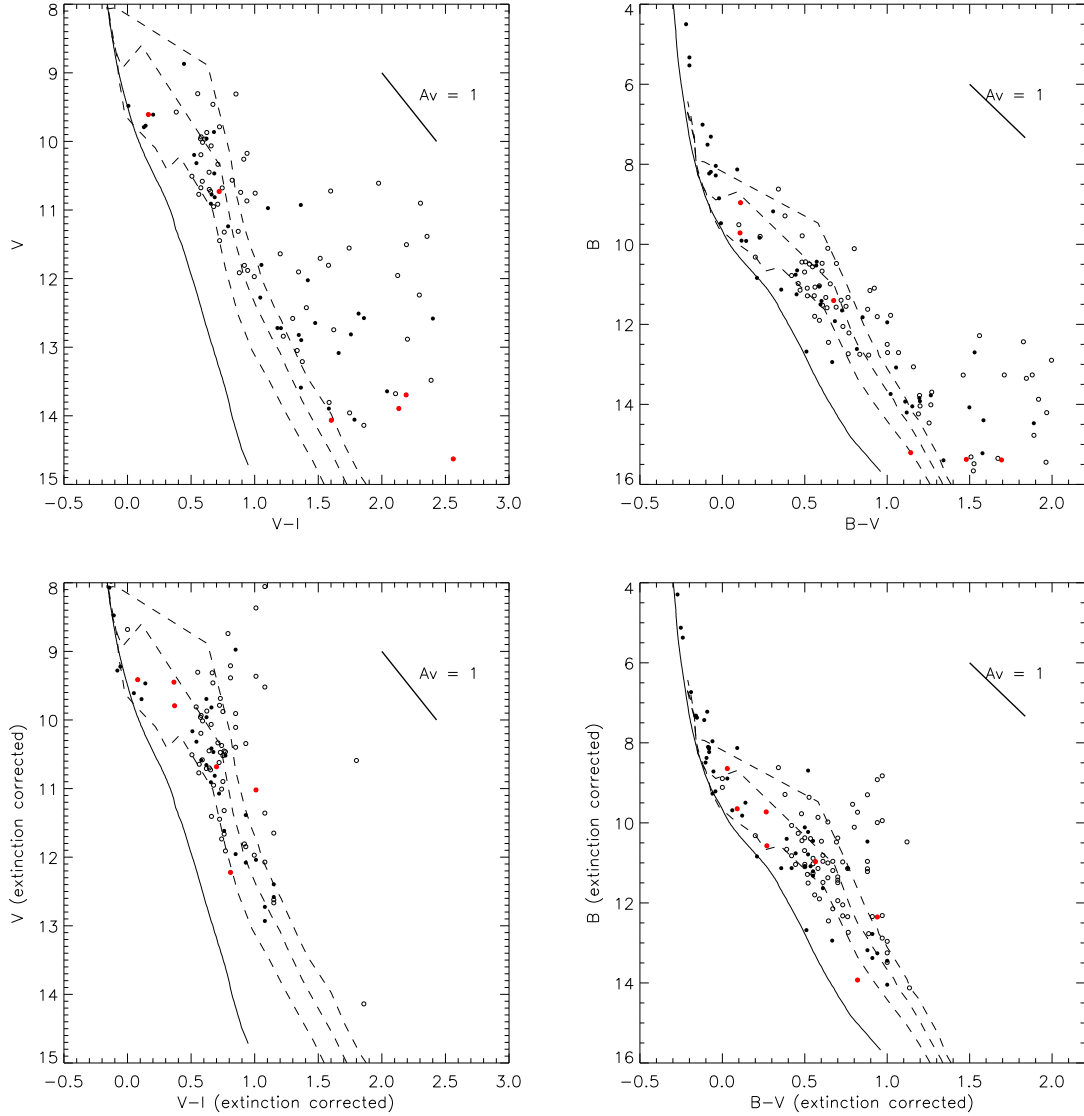 8
9
10
11
12
13
14
15
V
-0.5 0.0 0.5 1.0 1.5 2.0 2.5 3.0
V-I
Av = 1
4
6
8
10
12
14
16
B
-0.5 0.0 0.5 1.0 1.5 2.0
B-V
Av = 1
8
9
10
11
12
13
14
15
V (extinction corrected)
-0.5 0.0 0.5 1.0 1.5 2.0 2.5 3.0
V-I (extinction corrected)
Av = 1
4
6
8
10
12
14
16
B (extinction corrected)
-0.5 0.0 0.5 1.0 1.5 2.0
B-V (extinction corrected)
Av = 1